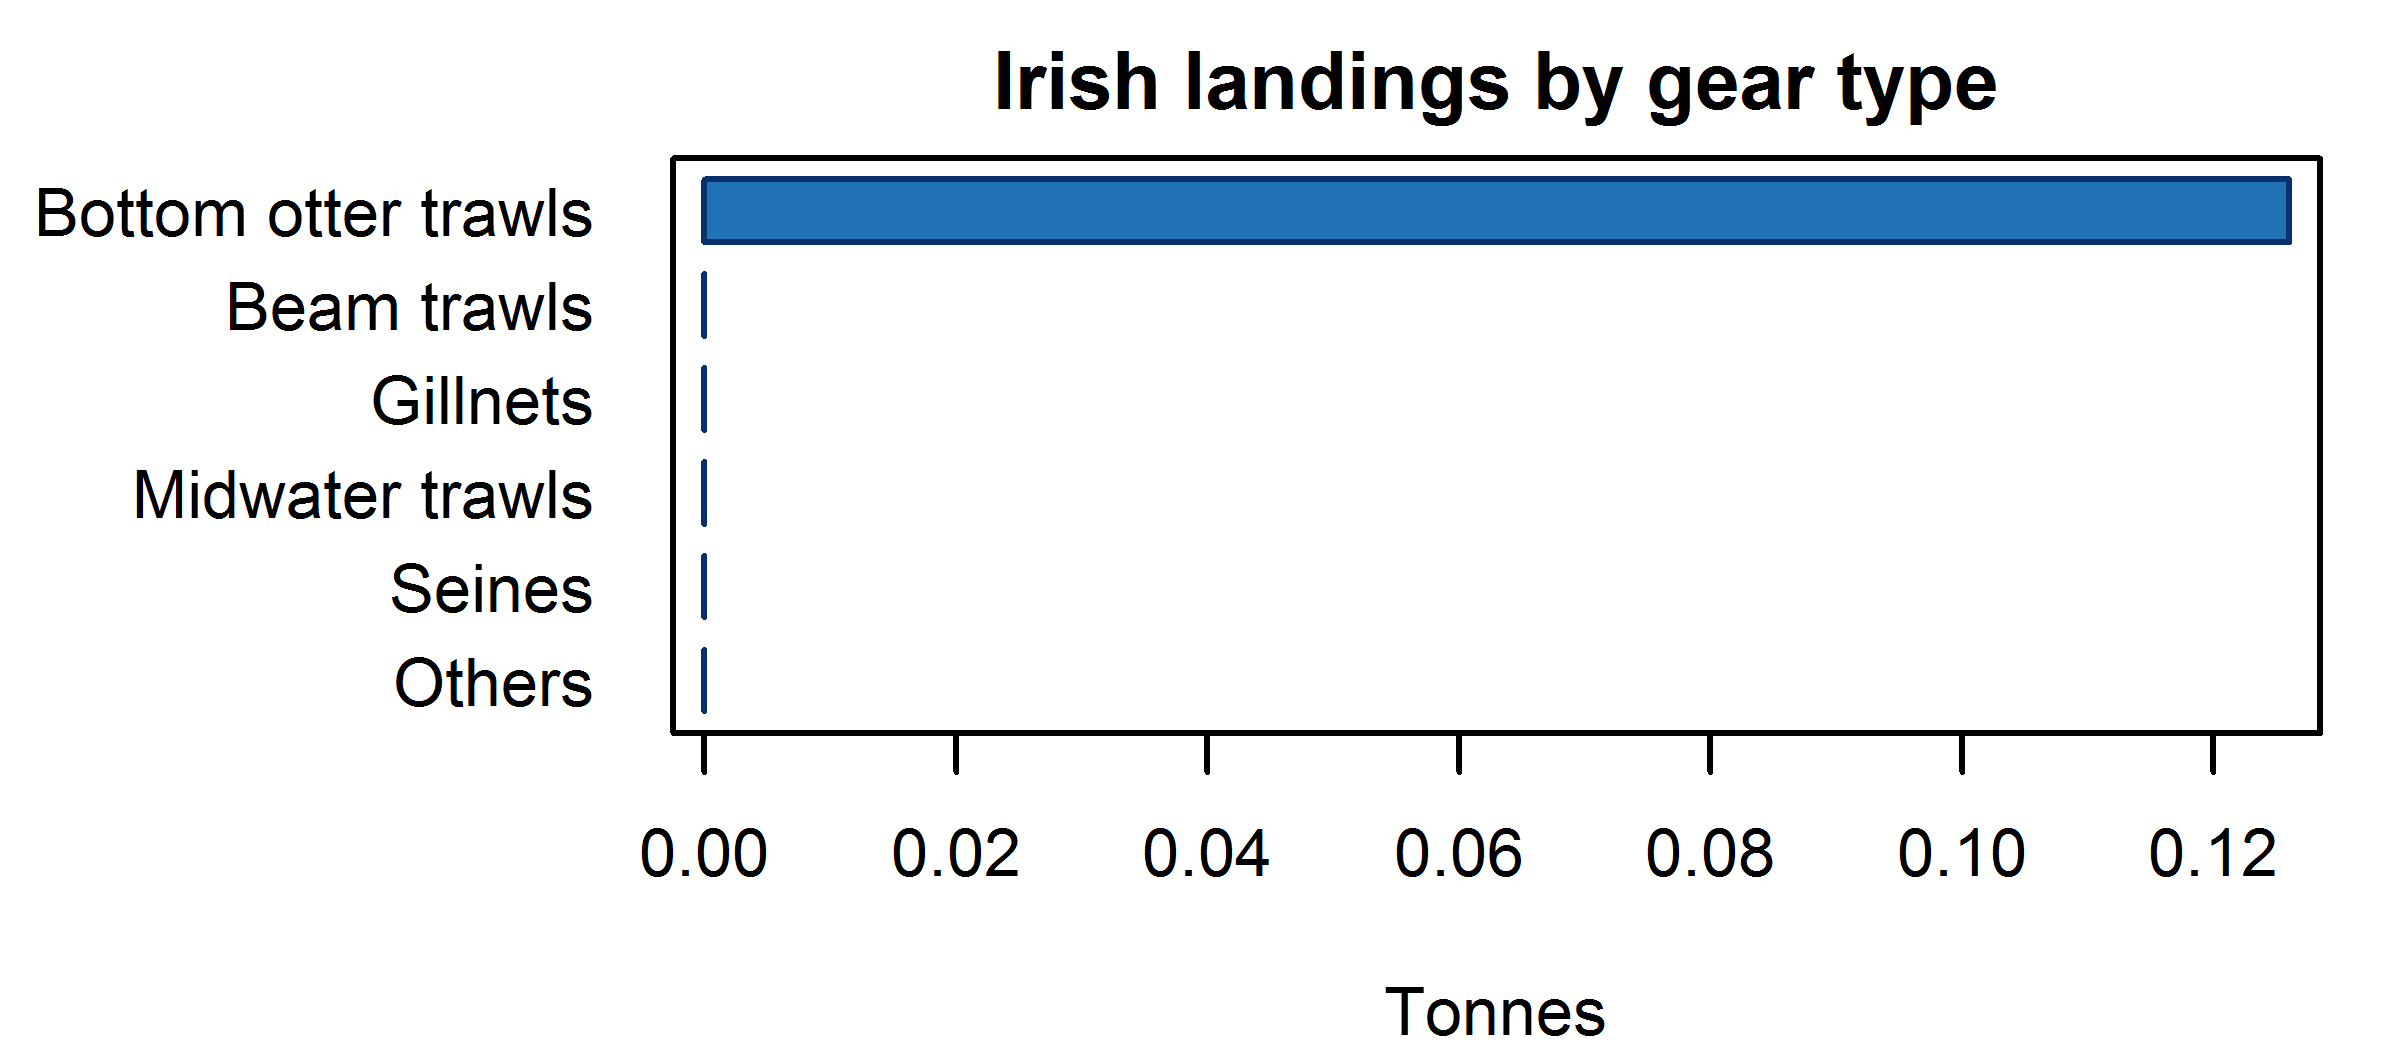 Irish landings by gear type
Bottom otter trawls
Beam trawls
Gillnets
Midwater trawls
Seines
Others
0.00 0.02 0.04 0.06 0.08 0.10 0.12
Tonnes